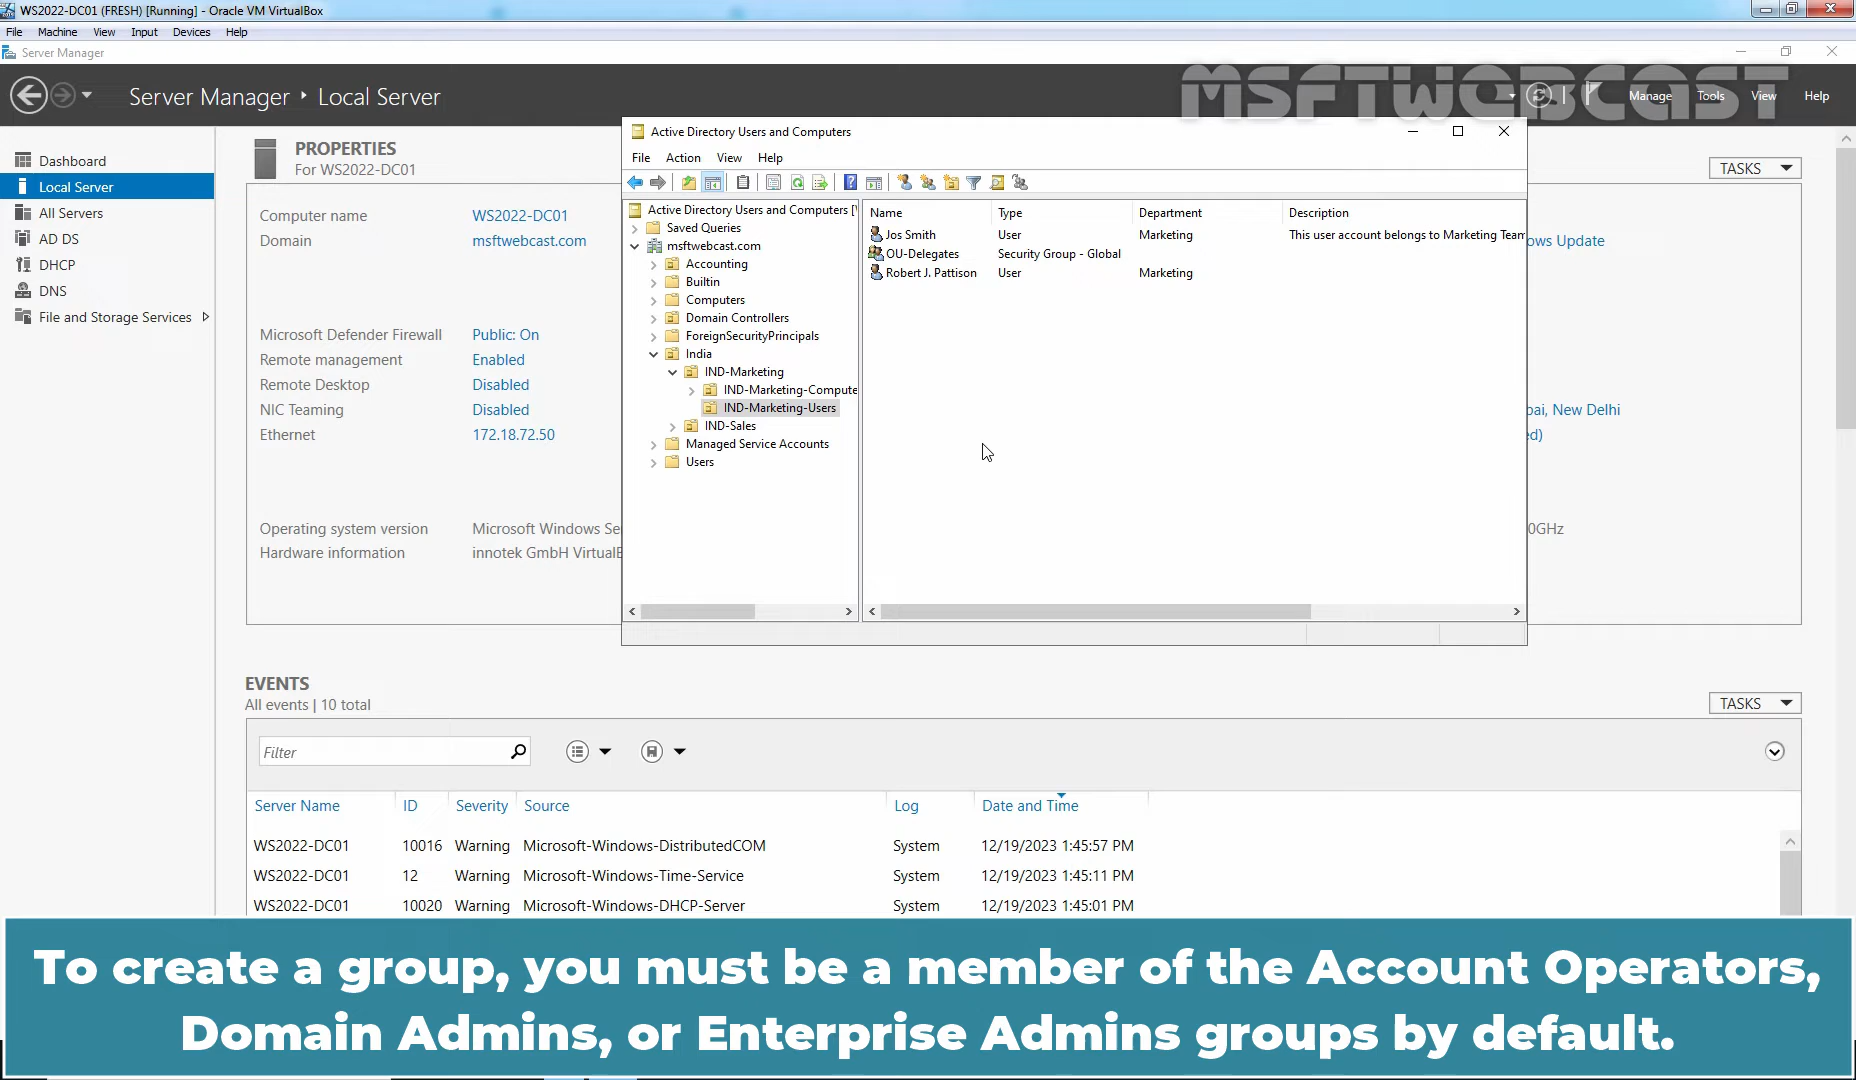 WS2022-DC01 (FRESH) [Running] - Oracle VM VirtualBox
File Machine View Input Devices Help
Server Manager
Server Manager ‣ Local Server
MSFTWEBCAST
Manage Tools View Help
Dashboard
Local Server
All Servers
AD DS
DHCP
DNS
File and Storage Services
PROPERTIES
For WS2022-DC01
TASKS
Computer name WS2022-DC01
Domain msftwebcast.com
ows Update
Microsoft Defender Firewall Public: On
Remote management Enabled
Remote Desktop Disabled
NIC Teaming Disabled
bai, New Delhi
Ethernet 172.18.72.50
ed)
Operating system version Microsoft Windows Se
0GHz
Hardware information innotek GmbH VirtualB
Active Directory Users and Computers
File Action View Help
Active Directory Users and Computers [
Saved Queries
msftwebcast.com
Accounting
Builtin
Computers
Domain Controllers
ForeignSecurityPrincipals
India
IND-Marketing
IND-Marketing-Compute
IND-Marketing-Users
IND-Sales
Managed Service Accounts
Users
Name Type Department Description
Jos Smith User Marketing This user account belongs to Marketing Team
OU-Delegates Security Group - Global
Robert J. Pattison User Marketing
EVENTS
All events | 10 total
TASKS
Filter
Server Name ID Severity Source Log Date and Time
WS2022-DC01 10016 Warning Microsoft-Windows-DistributedCOM System 12/19/2023 1:45:57 PM
WS2022-DC01 12 Warning Microsoft-Windows-Time-Service System 12/19/2023 1:45:11 PM
WS2022-DC01 10020 Warning Microsoft-Windows-DHCP-Server System 12/19/2023 1:45:01 PM
To create a group, you must be a member of the Account Operators,
Domain Admins, or Enterprise Admins groups by default.